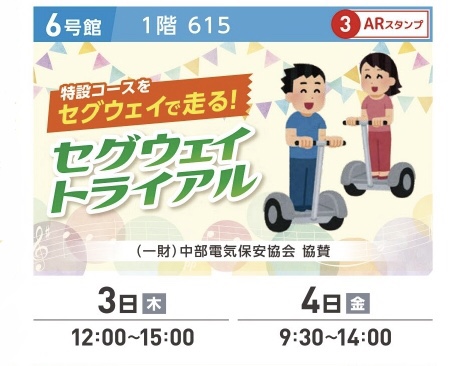 6号館 1階 615 3 ARスタンプ
特設コースを
セグウェイで走る!
セグウェイ
トライアル
(一財)中部電気保安協会 協賛
3日 木 4日 金
12:00~15:00 9:30~14:00